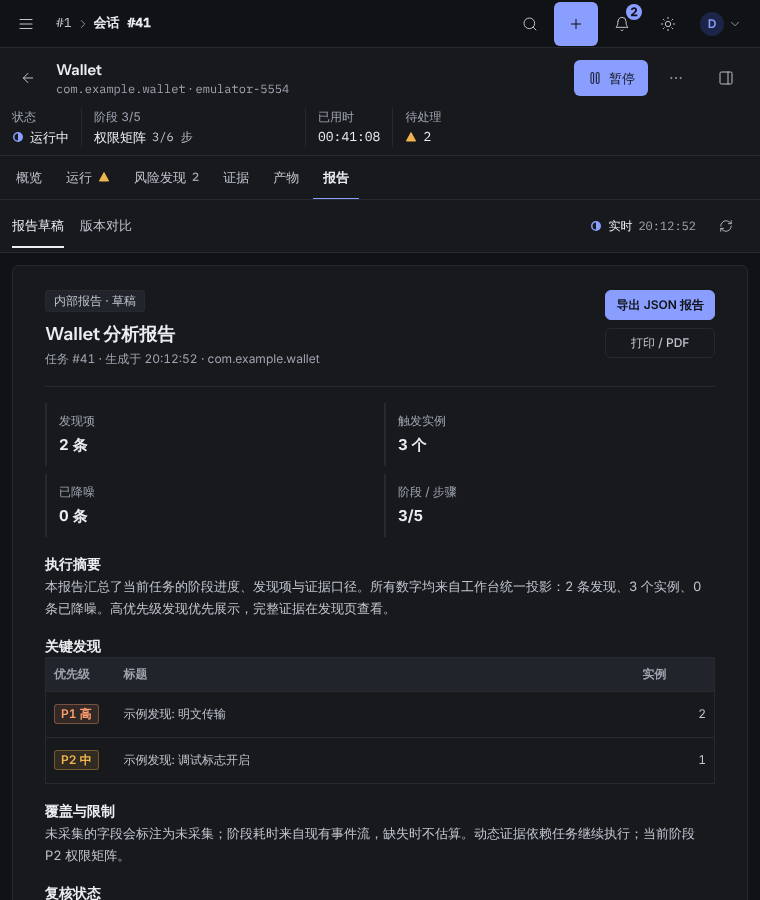 #1 › 会话 #41
2
D
Wallet
com.example.wallet · emulator-5554
暂停
状态 阶段 3/5 已用时 待处理
运行中 权限矩阵 3/6 步 00:41:08 2
概览 运行 风险发现 2 证据 产物 报告
报告草稿 版本对比 实时 20:12:52
内部报告 · 草稿
导出 JSON 报告
Wallet 分析报告
打印 / PDF
任务 #41 · 生成于 20:12:52 · com.example.wallet
发现项 触发实例
2 条 3 个
已降噪 阶段 / 步骤
0 条 3/5
执行摘要
本报告汇总了当前任务的阶段进度、发现项与证据口径。所有数字均来自工作台统一投影：2 条发现、3 个实例、0
条已降噪。高优先级发现优先展示，完整证据在发现页查看。
关键发现
优先级 标题 实例
P1 高 示例发现: 明文传输 2
P2 中 示例发现: 调试标志开启 1
覆盖与限制
未采集的字段会标注为未采集；阶段耗时来自现有事件流，缺失时不估算。动态证据依赖任务继续执行；当前阶段
P2 权限矩阵。
复核状态